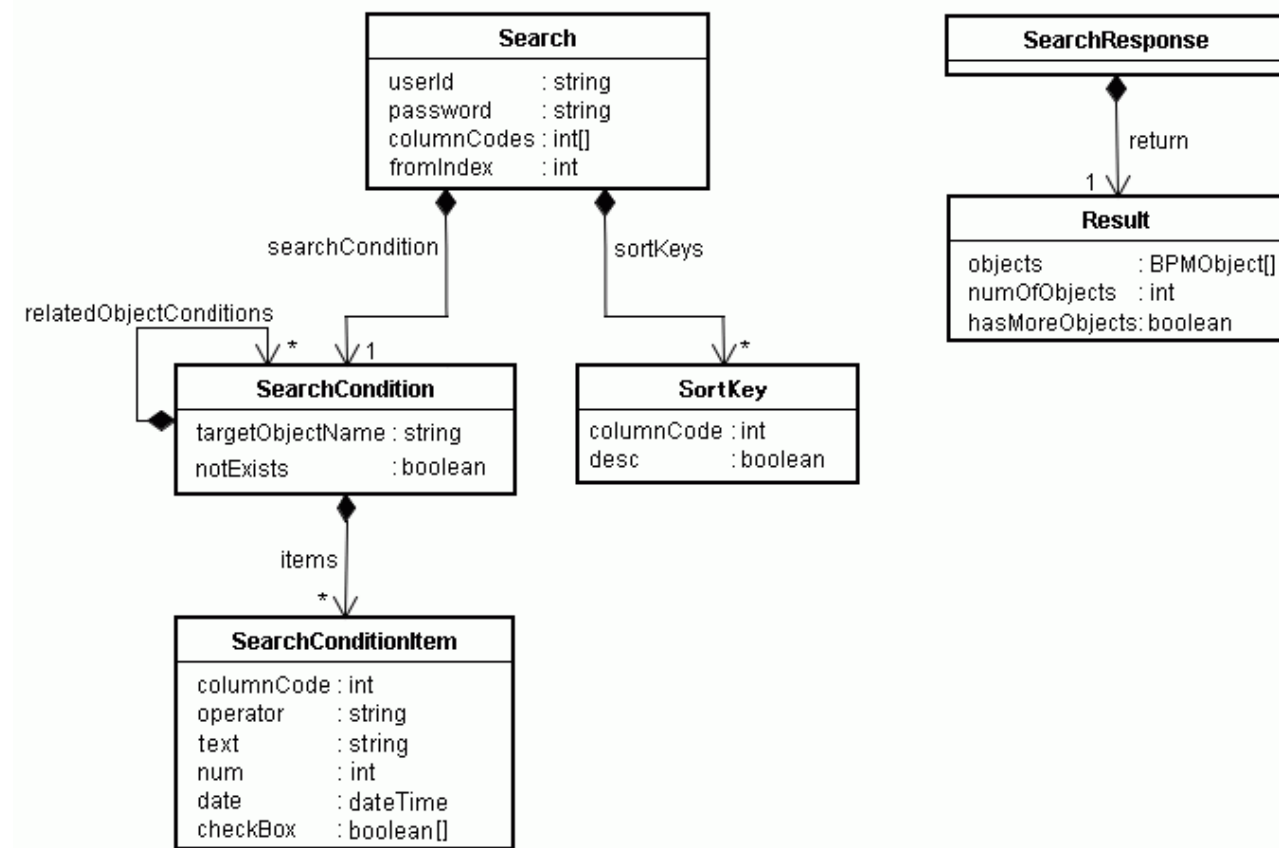 Search
userId : string
password : string
columnCodes : int[]
fromIndex : int
searchCondition
sortKeys
relatedObjectConditions
*
1
*
SearchCondition
targetObjectName : string
notExists : boolean
SortKey
columnCode : int
desc : boolean
items
*
SearchConditionItem
columnCode : int
operator : string
text : string
num : int
date : dateTime
checkBox : boolean[]
SearchResponse
return
1
Result
objects : BPMObject[]
numOfObjects : int
hasMoreObjects: boolean